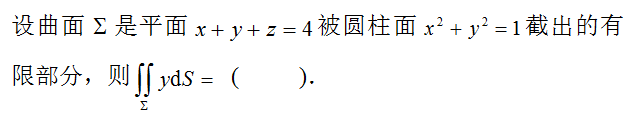 设曲面 Σ 是平面 x + y + z = 4 被圆柱面 x² + y² = 1 截出的有
限部分，则 ∬_Σ ydS = (    ).